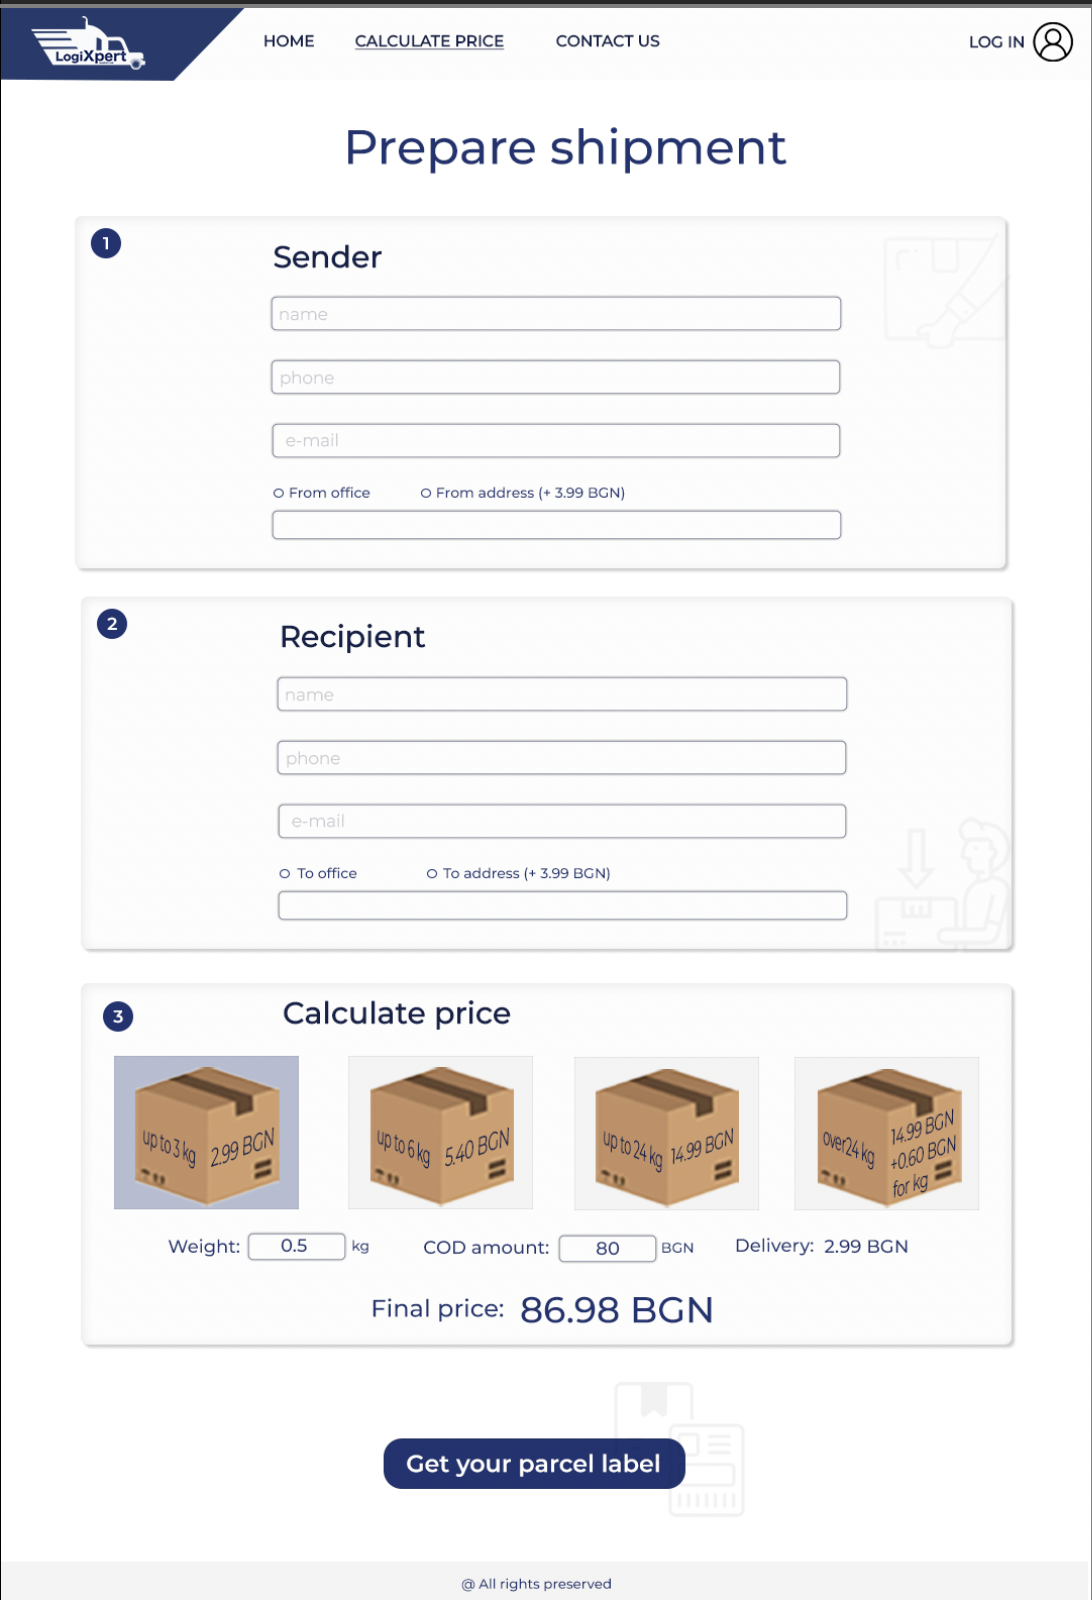 LogiXpert
HOME CALCULATE PRICE CONTACT US LOG IN
Prepare shipment
1
Sender
name
phone
e-mail
From office From address (+ 3.99 BGN)
2
Recipient
name
phone
e-mail
To office To address (+ 3.99 BGN)
3
Calculate price
up to 3 kg 2.99 BGN
up to 6 kg 5.40 BGN
up to 24 kg 14.99 BGN
over24 kg 14.99 BGN
+0.60 BGN
for kg
Weight: 0.5 kg COD amount: 80 BGN Delivery: 2.99 BGN
Final price: 86.98 BGN
Get your parcel label
@ All rights preserved